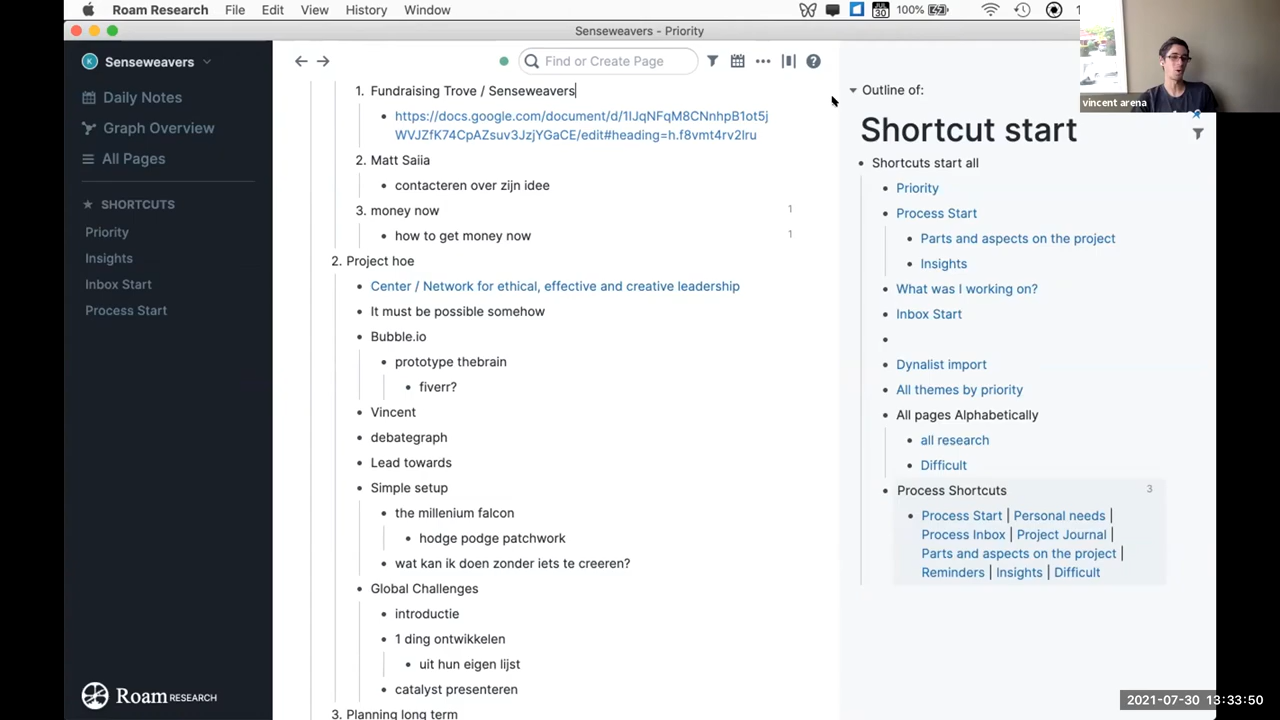 Roam Research File Edit View History Window
JUL 30 100%
Senseweavers - Priority
K Senseweavers
Daily Notes
Graph Overview
All Pages
SHORTCUTS
Priority
Insights
Inbox Start
Process Start
Roam RESEARCH
Find or Create Page
1. Fundraising Trove / Senseweavers
https://docs.google.com/document/d/1IJqNFqM8CNnhpB1ot5j
WVJZfK74CpAZsuv3JzjYGaCE/edit#heading=h.f8vmt4rv2lru
2. Matt Saiia
contacteren over zijn idee
3. money now 1
how to get money now 1
2. Project hoe
Center / Network for ethical, effective and creative leadership
It must be possible somehow
Bubble.io
prototype thebrain
fiverr?
Vincent
debategraph
Lead towards
Simple setup
the millenium falcon
hodge podge patchwork
wat kan ik doen zonder iets te creeren?
Global Challenges
introductie
1 ding ontwikkelen
uit hun eigen lijst
catalyst presenteren
3. Planning long term
Outline of:
Shortcut start
Shortcuts start all
Priority
Process Start
Parts and aspects on the project
Insights
What was I working on?
Inbox Start
Dynalist import
All themes by priority
All pages Alphabetically
all research
Difficult
Process Shortcuts 3
Process Start | Personal needs |
Process Inbox | Project Journal |
Parts and aspects on the project |
Reminders | Insights | Difficult
vincent arena
2021-07-30 13:33:50